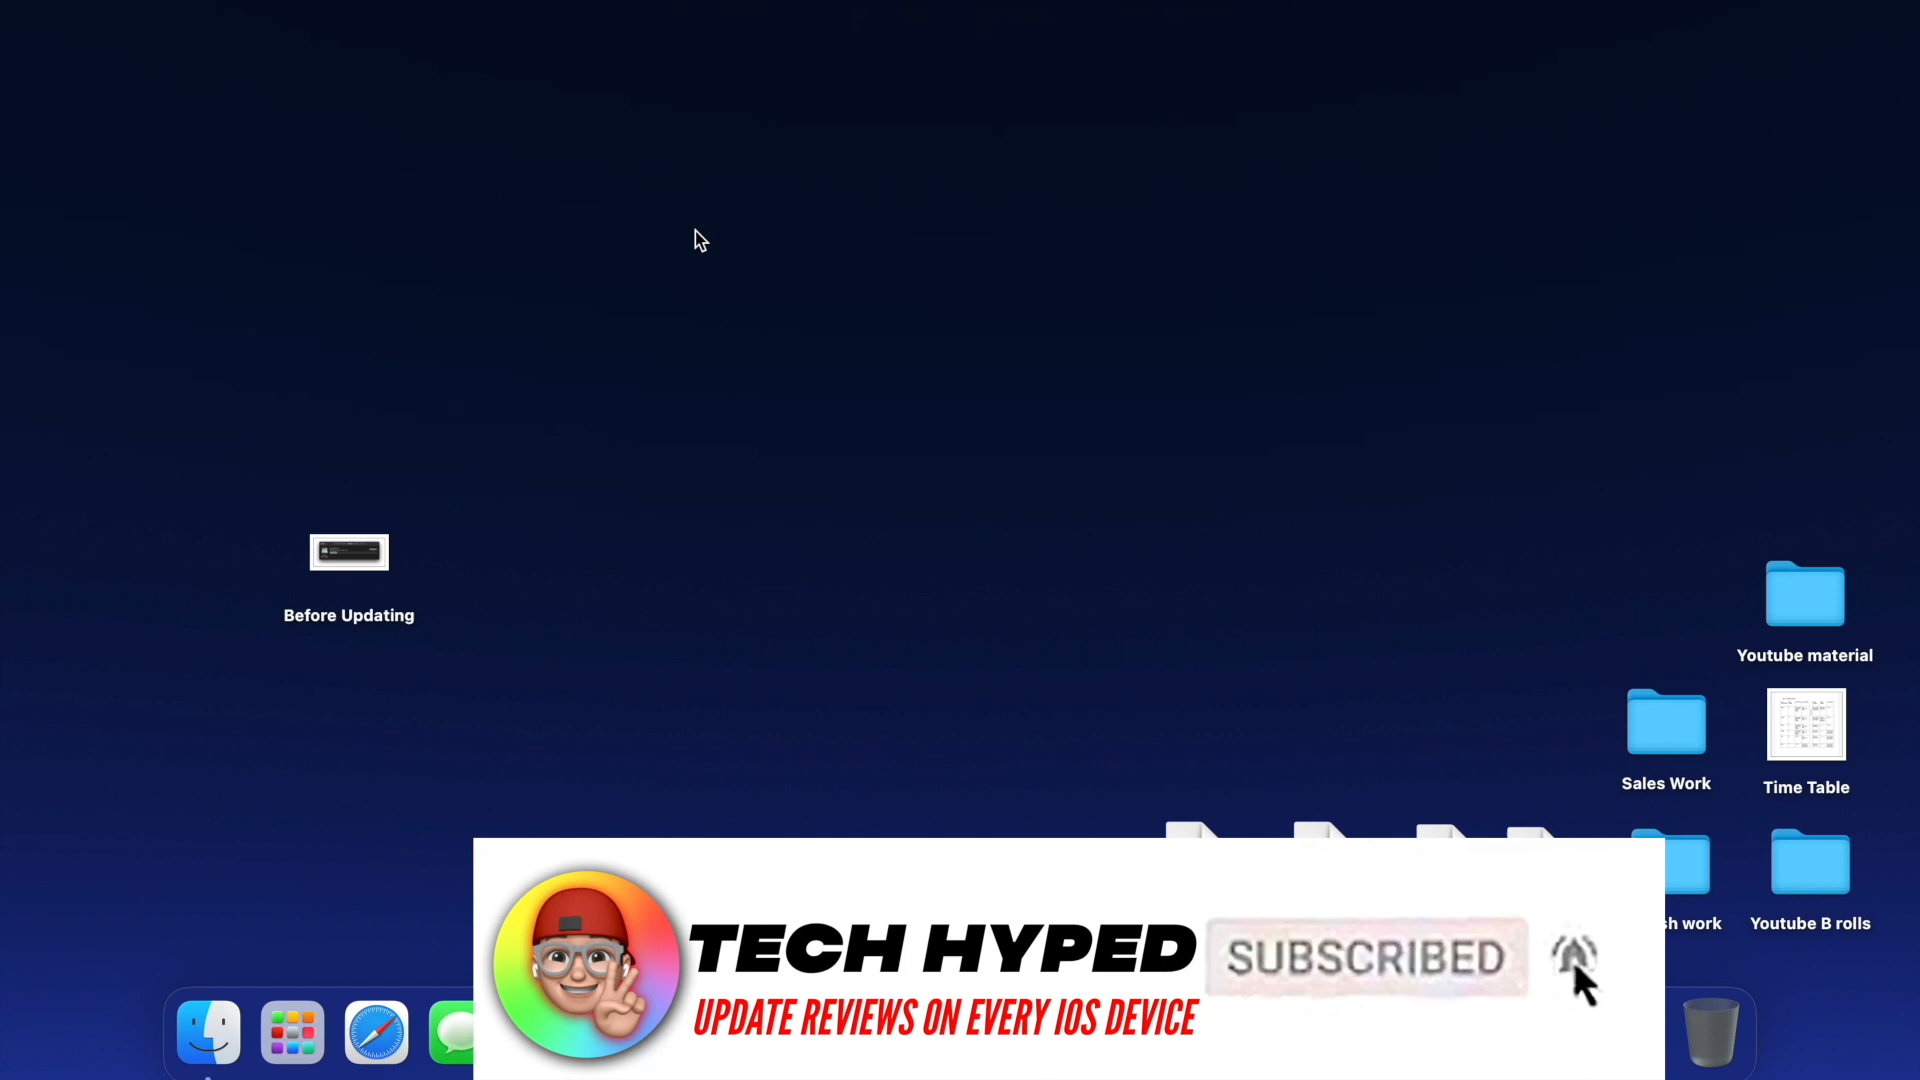 Before Updating
Youtube material
Sales Work
Time Table
sh work
Youtube B rolls
TECH HYPED
UPDATE REVIEWS ON EVERY IOS DEVICE
SUBSCRIBED